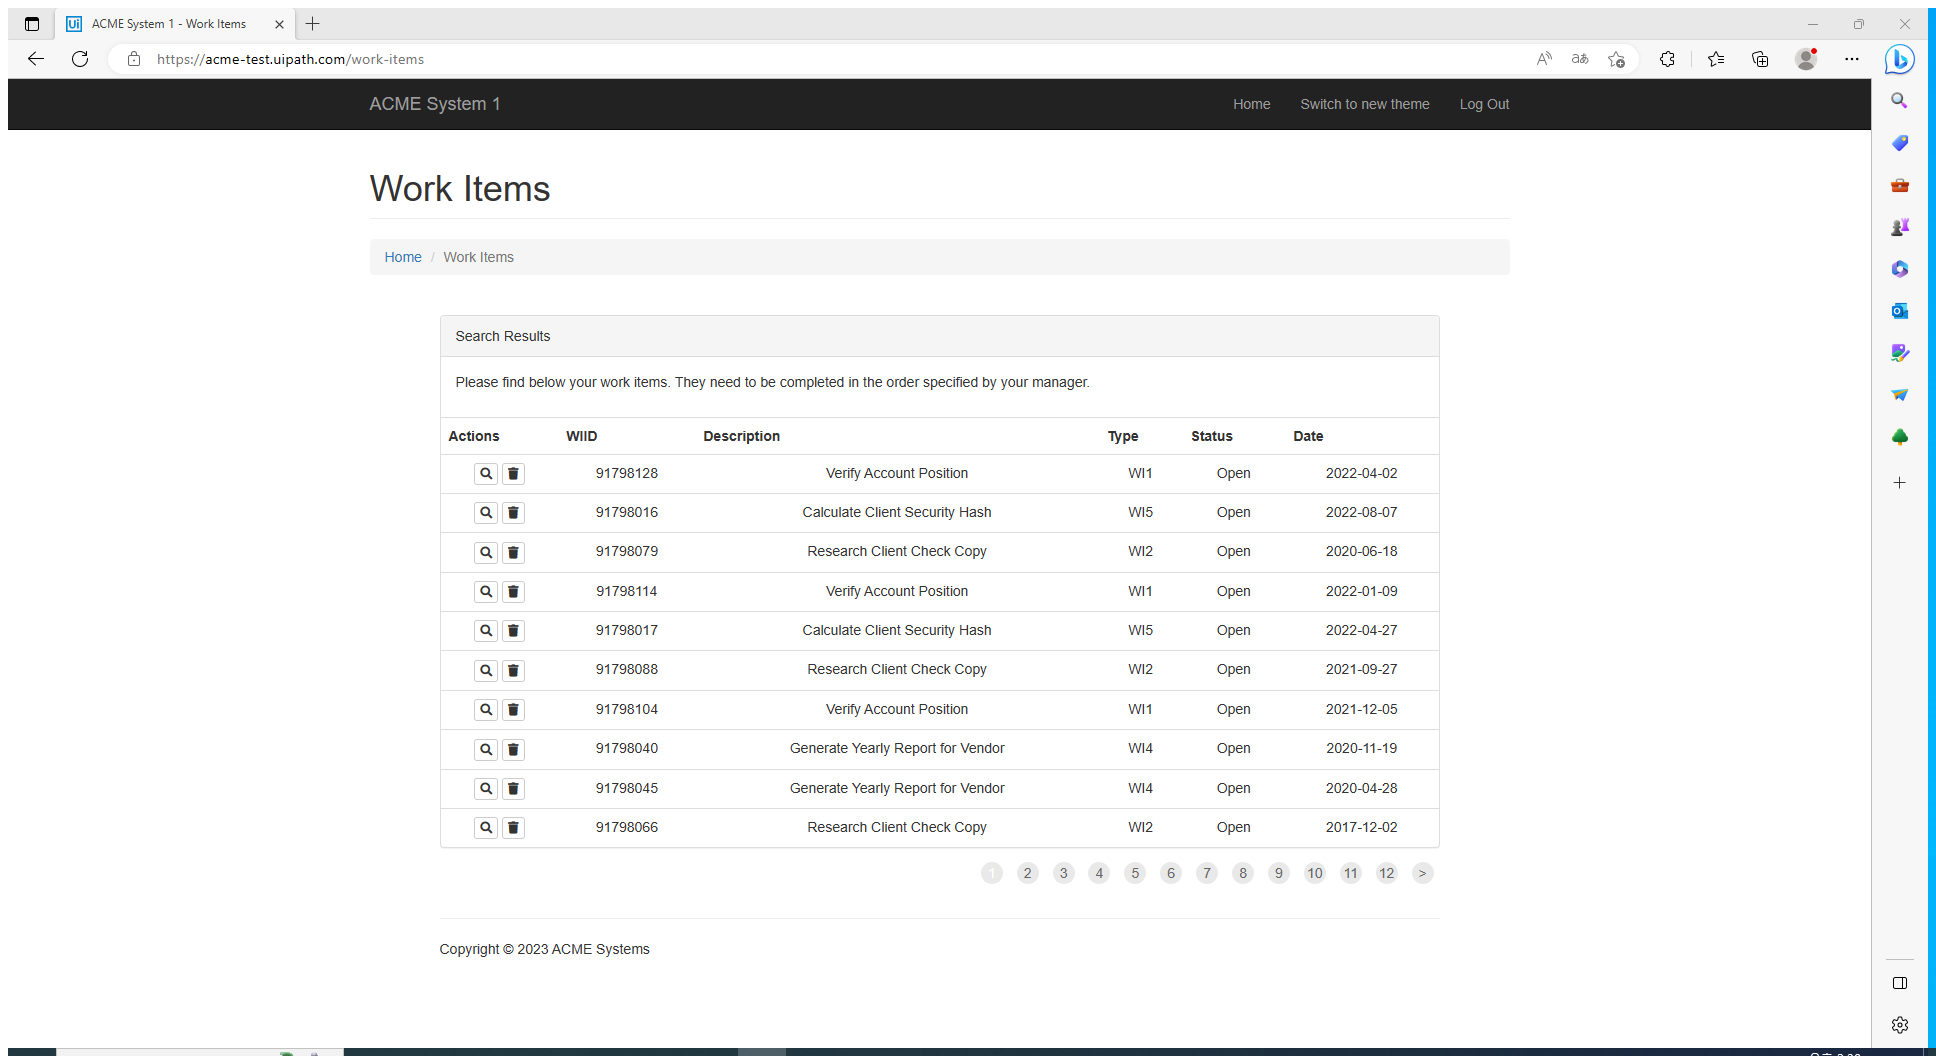 ACME System 1 - Work Items
https://acme-test.uipath.com/work-items
ACME System 1 Home Switch to new theme Log Out
Work Items
Home / Work Items
Search Results
Please find below your work items. They need to be completed in the order specified by your manager.
Actions WIID Description Type Status Date
91798128 Verify Account Position WI1 Open 2022-04-02
91798016 Calculate Client Security Hash WI5 Open 2022-08-07
91798079 Research Client Check Copy WI2 Open 2020-06-18
91798114 Verify Account Position WI1 Open 2022-01-09
91798017 Calculate Client Security Hash WI5 Open 2022-04-27
91798088 Research Client Check Copy WI2 Open 2021-09-27
91798104 Verify Account Position WI1 Open 2021-12-05
91798040 Generate Yearly Report for Vendor WI4 Open 2020-11-19
91798045 Generate Yearly Report for Vendor WI4 Open 2020-04-28
91798066 Research Client Check Copy WI2 Open 2017-12-02
1 2 3 4 5 6 7 8 9 10 11 12 >
Copyright © 2023 ACME Systems